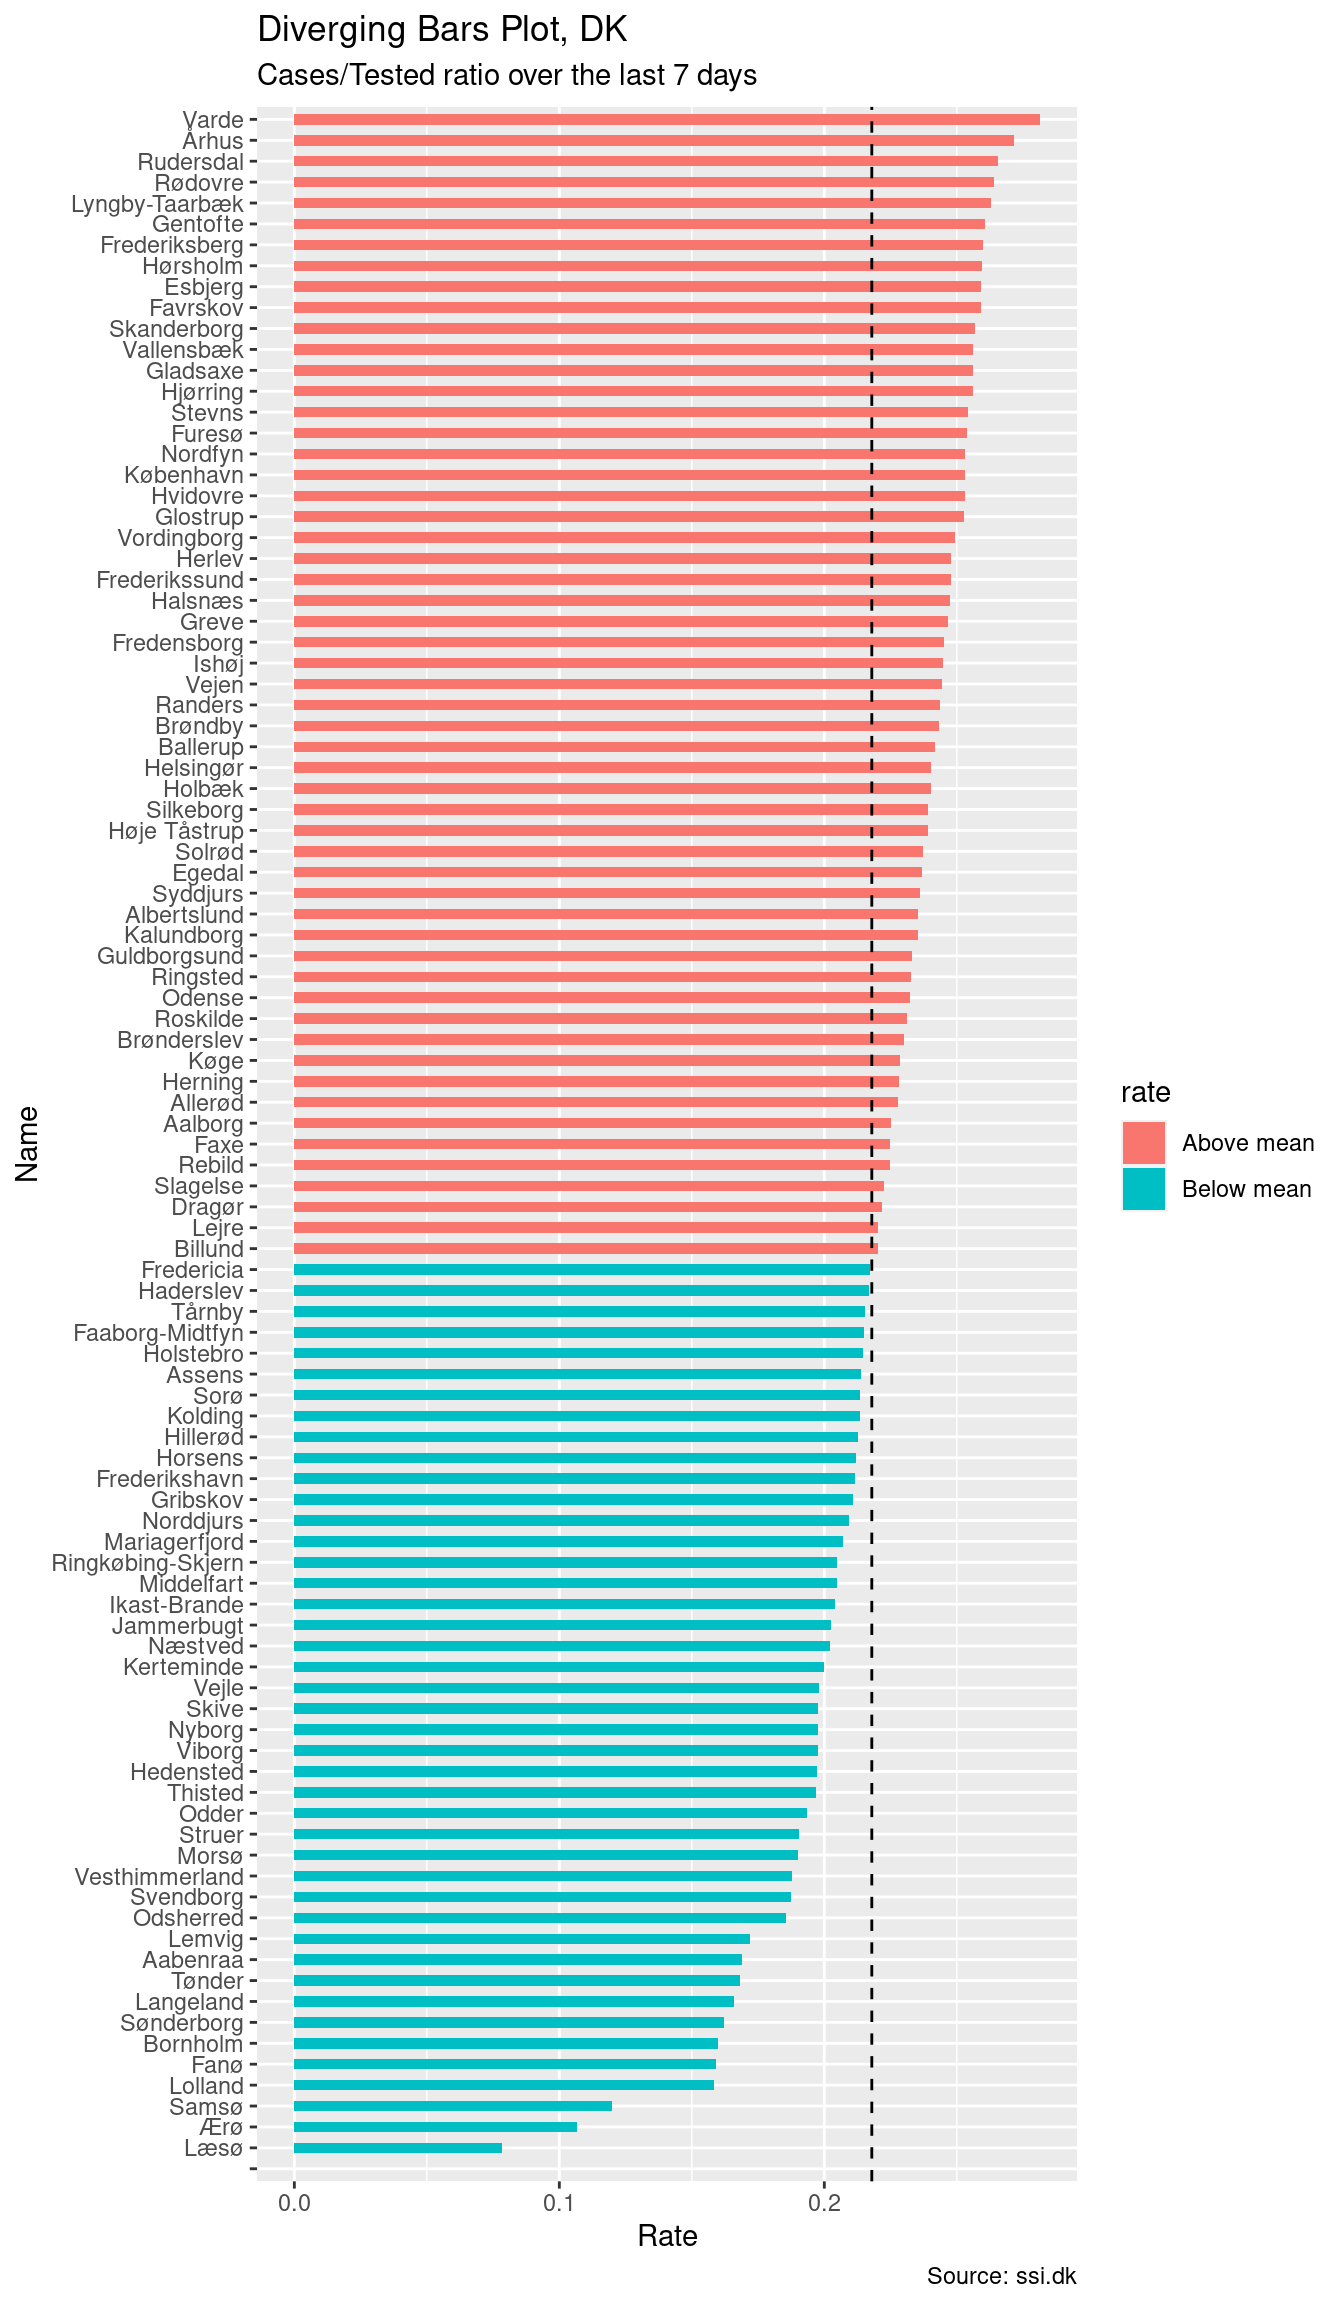 Diverging Bars Plot, DK
Cases/Tested ratio over the last 7 days
Varde
Århus
Rudersdal
Rødovre
Lyngby-Taarbæk
Gentofte
Frederiksberg
Hørsholm
Esbjerg
Favrskov
Skanderborg
Vallensbæk
Gladsaxe
Hjørring
Stevns
Furesø
Nordfyn
København
Hvidovre
Glostrup
Vordingborg
Herlev
Frederikssund
Halsnæs
Greve
Fredensborg
Ishøj
Vejen
Randers
Brøndby
Ballerup
Helsingør
Holbæk
Silkeborg
Høje Tåstrup
Solrød
Egedal
Syddjurs
Albertslund
Kalundborg
Guldborgsund
Ringsted
Odense
Roskilde
Brønderslev
Køge
Herning
Allerød
Aalborg
Faxe
Rebild
Slagelse
Dragør
Lejre
Billund
Fredericia
Haderslev
Tårnby
Faaborg-Midtfyn
Holstebro
Assens
Sorø
Kolding
Hillerød
Horsens
Frederikshavn
Gribskov
Norddjurs
Mariagerfjord
Ringkøbing-Skjern
Middelfart
Ikast-Brande
Jammerbugt
Næstved
Kerteminde
Vejle
Skive
Nyborg
Viborg
Hedensted
Thisted
Odder
Struer
Morsø
Vesthimmerland
Svendborg
Odsherred
Lemvig
Aabenraa
Tønder
Langeland
Sønderborg
Bornholm
Fanø
Lolland
Samsø
Ærø
Læsø
Name
0.0 0.1 0.2
Rate
rate
Above mean
Below mean
Source: ssi.dk